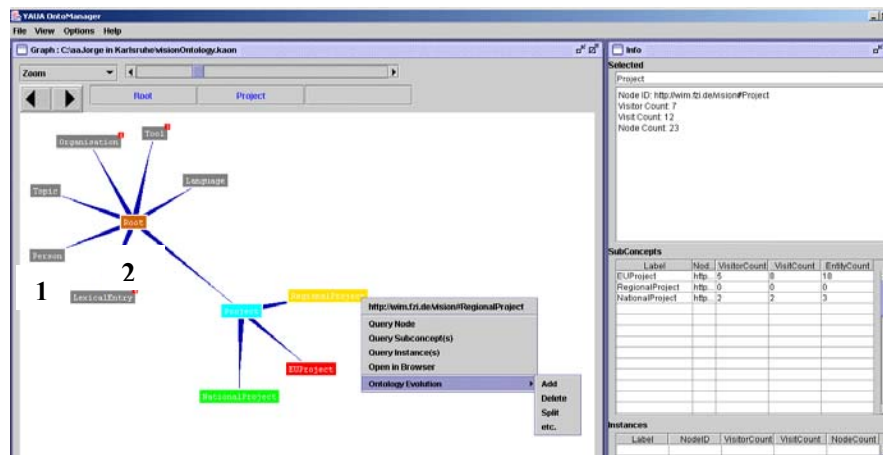 YAUA OntoManager
File View Options Help
Graph : C:\aaJorge in Karlsruhe\visionOntology.kaon
Zoom
Root Project
Organisation
Tool
Language
Topic
Root
Person
1
2
LexicalEntry
RegionalProject
Project
EUProject
NationalProject
http://wim.fzi.de/vision#RegionalProject
Query Node
Query Subconcept(s)
Query Instance(s)
Open in Browser
Ontology Evolution
Add
Delete
Split
etc.
Info
Selected
Project
Node ID: http://wim.fzi.de/vision#Project
Visitor Count: 7
Visit Count: 12
Node Count: 23
SubConcepts
Label Nod... VisitorCount VisitCount EntityCount
EUProject http... 5 8 18
RegionalProject http... 0 0 0
NationalProject http... 2 2 3
Instances
Label NodeID VisitorCount VisitCount NodeCount